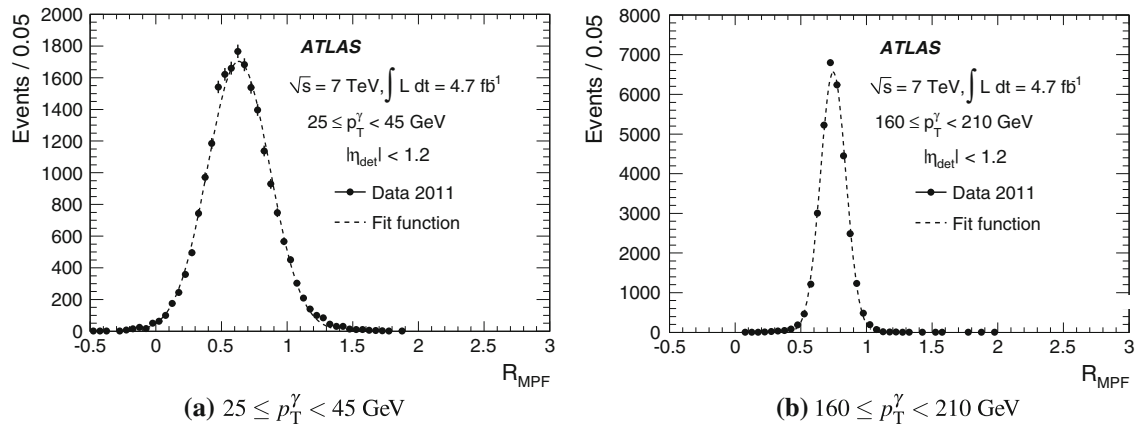 Events / 0.05
1800
1600
1400
1200
1000
800
600
400
200
0
-0.5 0 0.5 1 1.5 2 2.5 3
R_MPF
ATLAS
√s = 7 TeV, ∫ L dt = 4.7 fb⁻¹
25 ≤ p_T^γ < 45 GeV
|η_det| < 1.2
Data 2011
Fit function
(a) 25 ≤ p_T^γ < 45 GeV
Events / 0.05
8000
7000
6000
5000
4000
3000
2000
1000
0
-0.5 0 0.5 1 1.5 2 2.5 3
R_MPF
ATLAS
√s = 7 TeV, ∫ L dt = 4.7 fb⁻¹
160 ≤ p_T^γ < 210 GeV
|η_det| < 1.2
Data 2011
Fit function
(b) 160 ≤ p_T^γ < 210 GeV